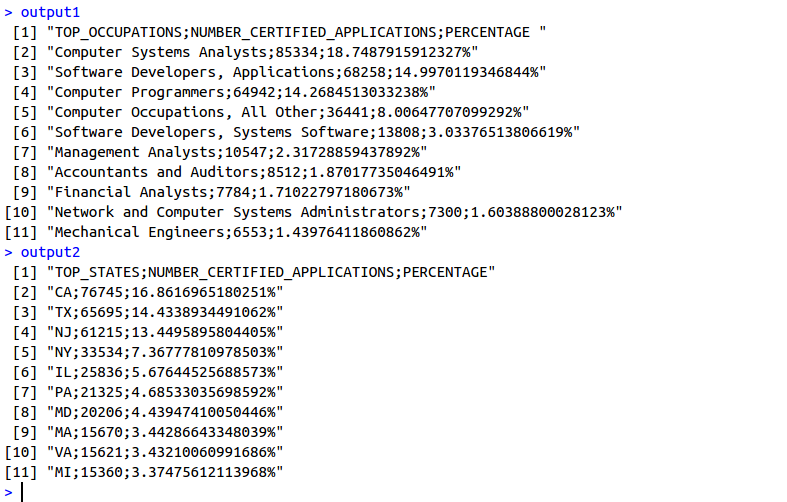 > output1
[1] "TOP_OCCUPATIONS;NUMBER_CERTIFIED_APPLICATIONS;PERCENTAGE "
[2] "Computer Systems Analysts;85334;18.7487915912327%"
[3] "Software Developers, Applications;68258;14.9970119346844%"
[4] "Computer Programmers;64942;14.2684513033238%"
[5] "Computer Occupations, All Other;36441;8.00647707099292%"
[6] "Software Developers, Systems Software;13808;3.03376513806619%"
[7] "Management Analysts;10547;2.31728859437892%"
[8] "Accountants and Auditors;8512;1.87017735046491%"
[9] "Financial Analysts;7784;1.71022797180673%"
[10] "Network and Computer Systems Administrators;7300;1.60388800028123%"
[11] "Mechanical Engineers;6553;1.43976411860862%"
> output2
[1] "TOP_STATES;NUMBER_CERTIFIED_APPLICATIONS;PERCENTAGE"
[2] "CA;76745;16.8616965180251%"
[3] "TX;65695;14.4338934491062%"
[4] "NJ;61215;13.4495895804405%"
[5] "NY;33534;7.36777810978503%"
[6] "IL;25836;5.67644525688573%"
[7] "PA;21325;4.68533035698592%"
[8] "MD;20206;4.43947410050446%"
[9] "MA;15670;3.44286643348039%"
[10] "VA;15621;3.43210060991686%"
[11] "MI;15360;3.37475612113968%"
>